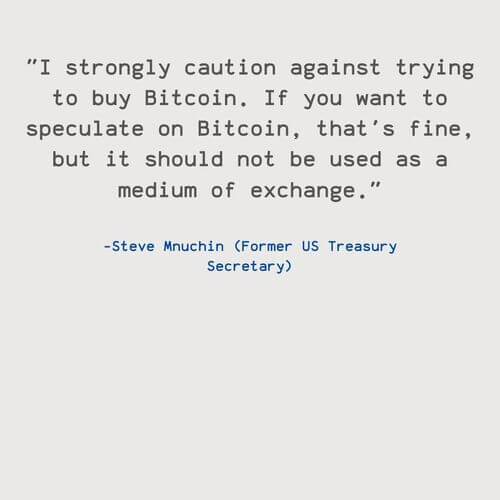 "I strongly caution against trying
to buy Bitcoin. If you want to
speculate on Bitcoin, that's fine,
but it should not be used as a
medium of exchange."
-Steve Mnuchin (Former US Treasury
Secretary)